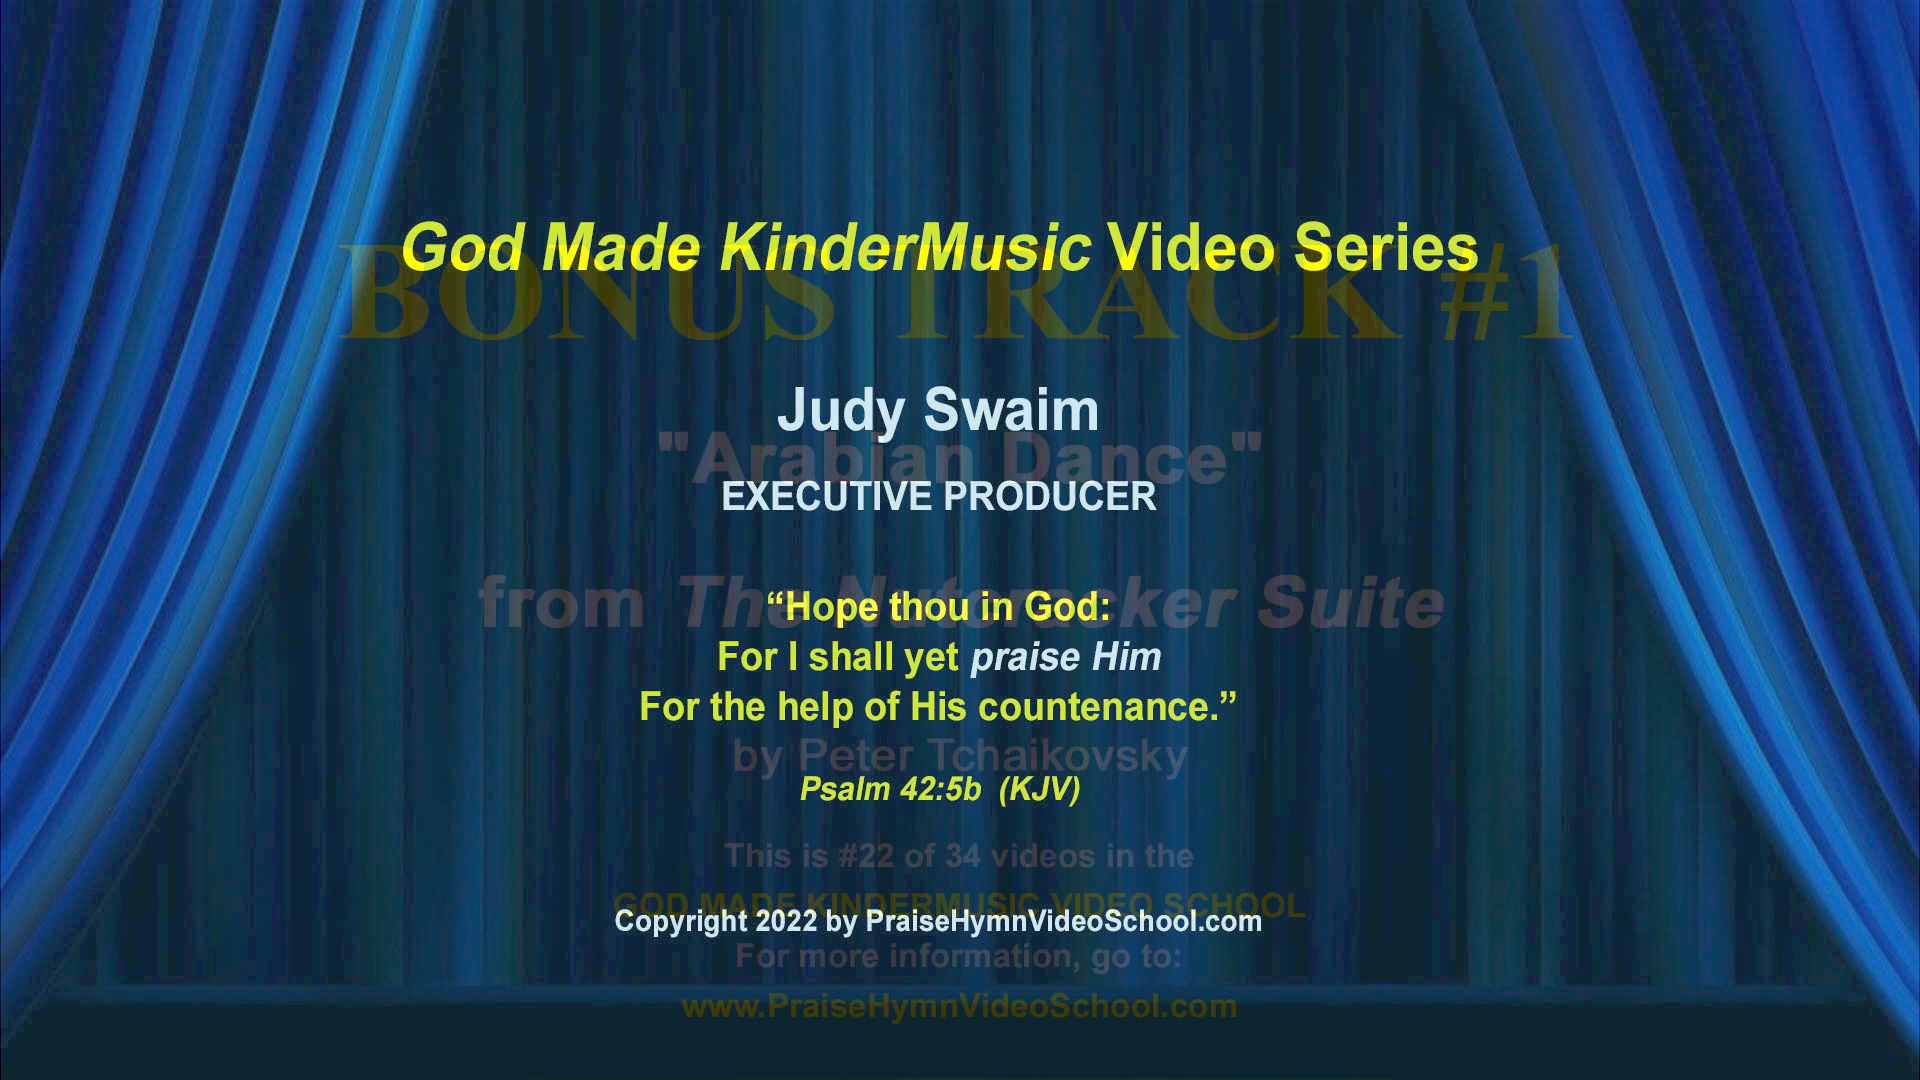 God Made KinderMusic Video Series
BONUS TRACK #1
Judy Swaim
"Arabian Dance"
EXECUTIVE PRODUCER
from The Nutcracker Suite
“Hope thou in God:
For I shall yet praise Him
For the help of His countenance.”
by Peter Tchaikovsky
Psalm 42:5b (KJV)
This is #22 of 34 videos in the
GOD MADE KINDERMUSIC VIDEO SCHOOL
Copyright 2022 by PraiseHymnVideoSchool.com
For more information, go to:
www.PraiseHymnVideoSchool.com